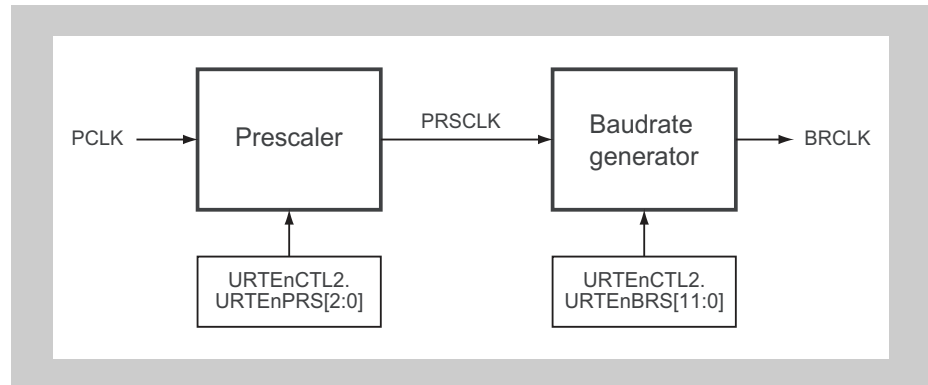 PCLK
Prescaler
PRSCLK
Baudrate
generator
BRCLK
URTEnCTL2.
URTEnPRS[2:0]
URTEnCTL2.
URTEnBRS[11:0]